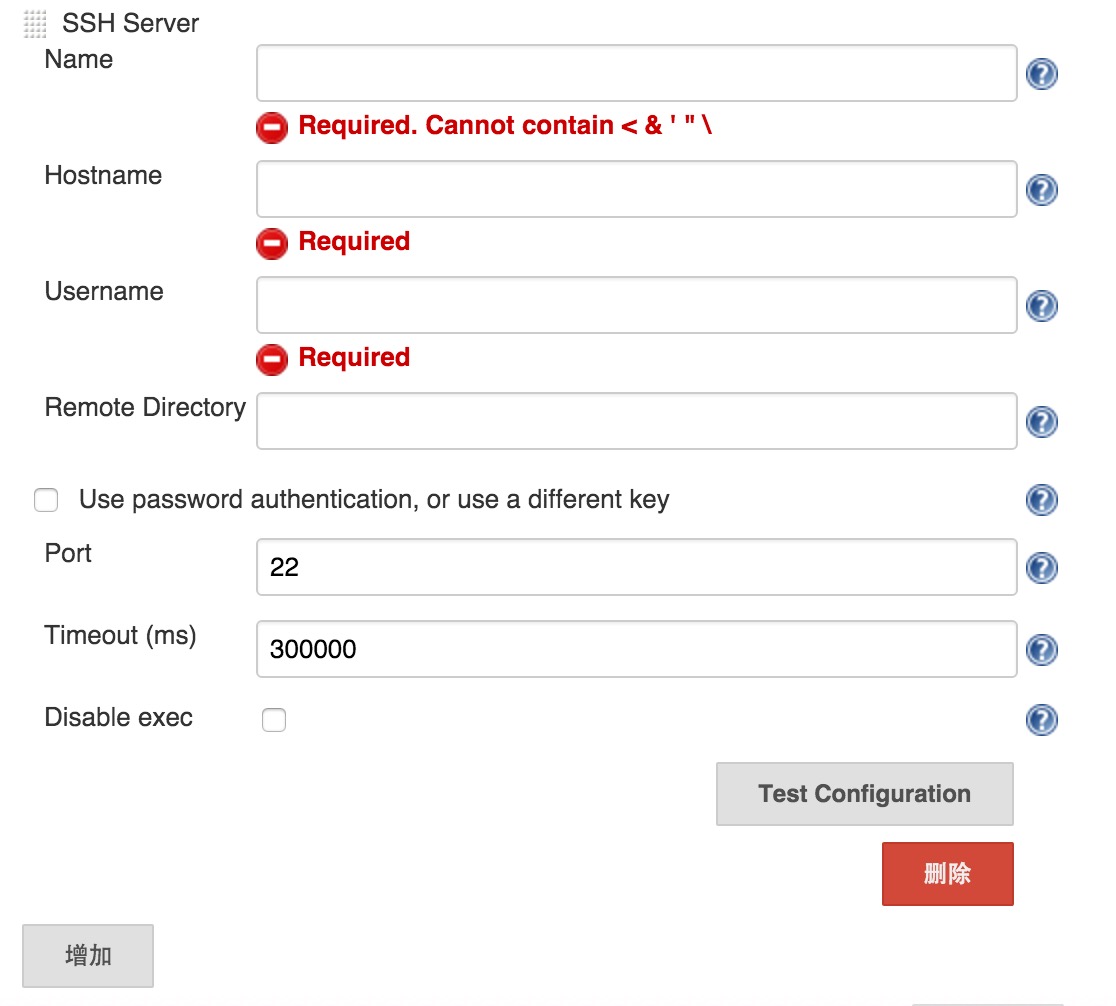 SSH Server
Name
Required. Cannot contain < & ' " \
Hostname
Required
Username
Required
Remote Directory
Use password authentication, or use a different key
Port
22
Timeout (ms)
300000
Disable exec
Test Configuration
删除
增加